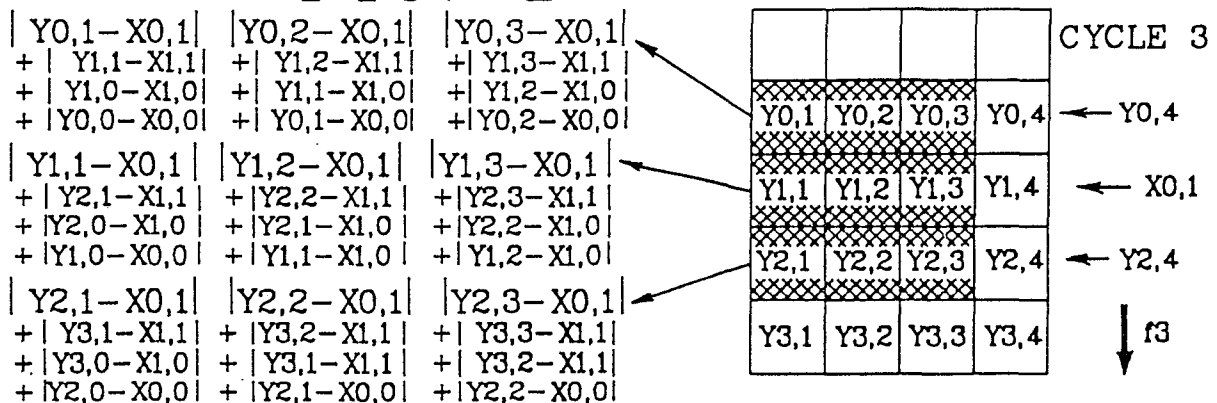 |Y0,1-X0,1| |Y0,2-X0,1| |Y0,3-X0,1|
+| Y1,1-X1,1| +| Y1,2-X1,1| +| Y1,3-X1,1 |
+| Y1,0-X1,0| +| Y1,1-X1,0| +| Y1,2-X1,0|
+ |Y0,0-X0,0| +| Y0,1-X0,0| +|Y0,2-X0,0|
|Y1,1-X0,1| |Y1,2-X0,1| |Y1,3-X0,1|
+ |Y2,1-X1,1| +|Y2,2-X1,1| +|Y2,3-X1,1|
+ |Y2,0-X1,0 | +|Y2,1-X1,0 | +|Y2,2-X1,0|
+ |Y1,0-X0,0 | +|Y1,1-X1,0 | +|Y1,2-X1,0|
|Y2,1-X0,1| |Y2,2-X0,1| |Y2,3-X0,1|
+ | Y3,1-X1,1| + |Y3,2-X1,1| +| Y3,3-X1,1|
+ | Y3,0-X1,0| + |Y3,1-X1,1 | +|Y3,2-X1,1|
+ |Y2,0-X0,0| + |Y2,1-X0,0| +|Y2,2-X0,0|
CYCLE 3
Y0,1 Y0,2 Y0,3 Y0,4 Y0,4
Y1,1 Y1,2 Y1,3 Y1,4 X0,1
Y2,1 Y2,2 Y2,3 Y2,4 Y2,4
Y3,1 Y3,2 Y3,3 Y3,4 f3